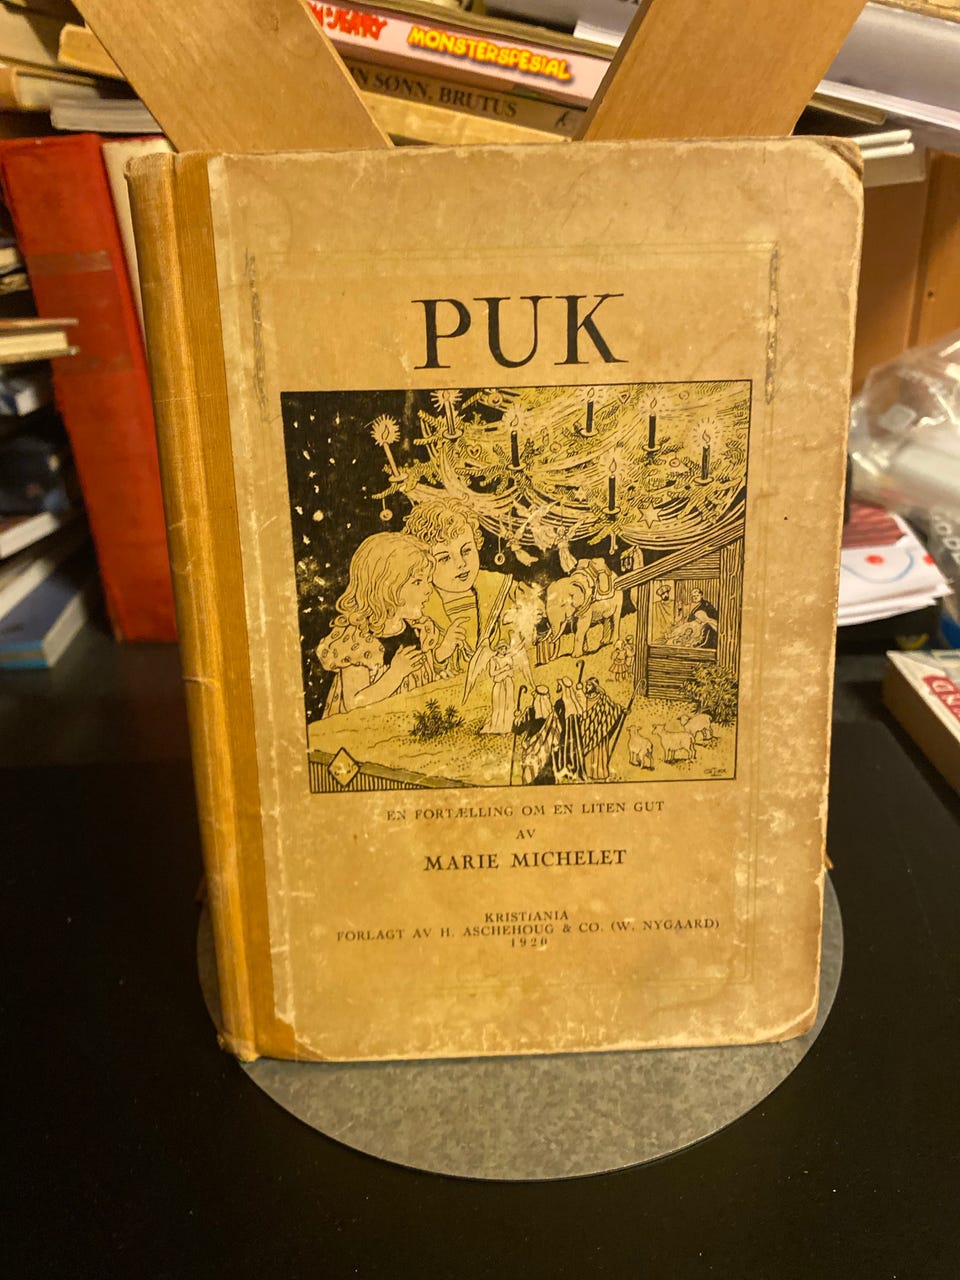 MONSTERSPESIAL
SØNN, BRUTUS
PUK
EN FORTÆLLING OM EN LITEN GUT
AV
MARIE MICHELET
KRISTIANIA
FORLAGT AV H. ASCHEHOUG & CO. (W. NYGAARD)
1920